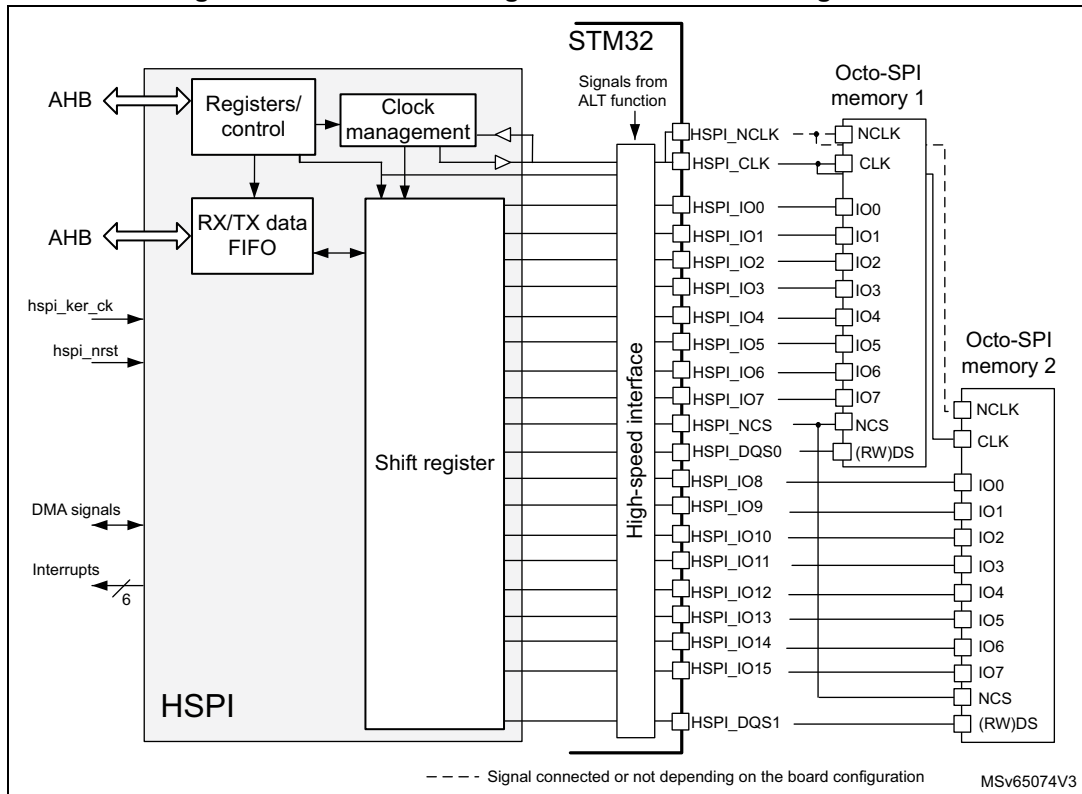 STM32
Signals from
ALT function
Octo-SPI
memory 1
AHB
Registers/
control
Clock
management
HSPI_NCLK
NCLK
HSPI_CLK
CLK
AHB
RX/TX data
FIFO
HSPI_IO0
IO0
HSPI_IO1
IO1
HSPI_IO2
IO2
HSPI_IO3
IO3
HSPI_IO4
IO4
HSPI_IO5
IO5
HSPI_IO6
IO6
HSPI_IO7
IO7
HSPI_NCS
NCS
HSPI_DQS0
(RW)DS
hspi_ker_ck
hspi_nrst
Shift register
High-speed interface
Octo-SPI
memory 2
NCLK
CLK
HSPI_IO8
IO0
HSPI_IO9
IO1
HSPI_IO10
IO2
HSPI_IO11
IO3
HSPI_IO12
IO4
HSPI_IO13
IO5
HSPI_IO14
IO6
HSPI_IO15
IO7
NCS
HSPI_DQS1
(RW)DS
DMA signals
Interrupts
6
HSPI
Signal connected or not depending on the board configuration
MSv65074V3